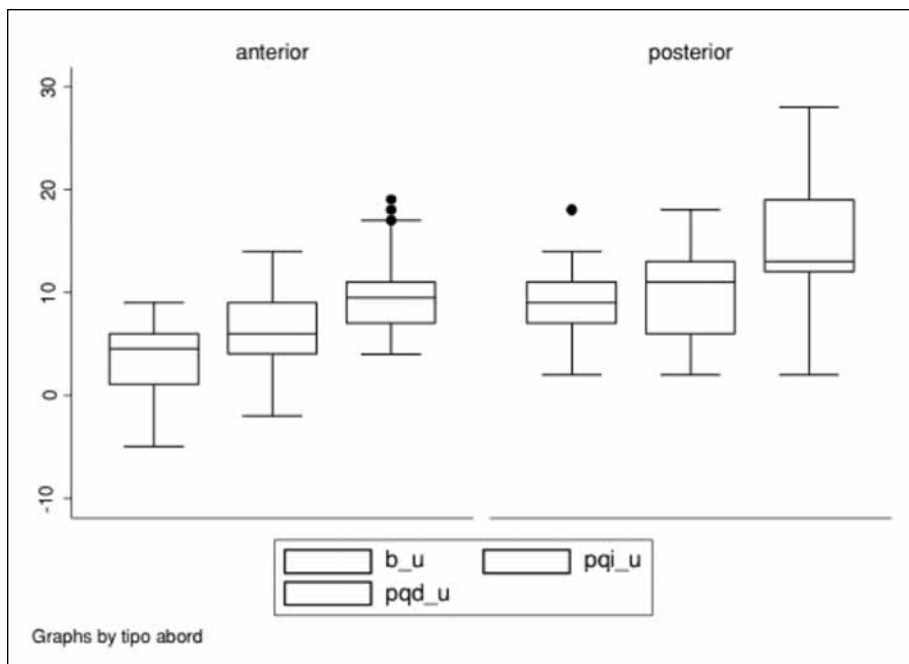 anterior posterior
30
20
10
0
-10
b_u pqi_u
pqd_u
Graphs by tipo abord